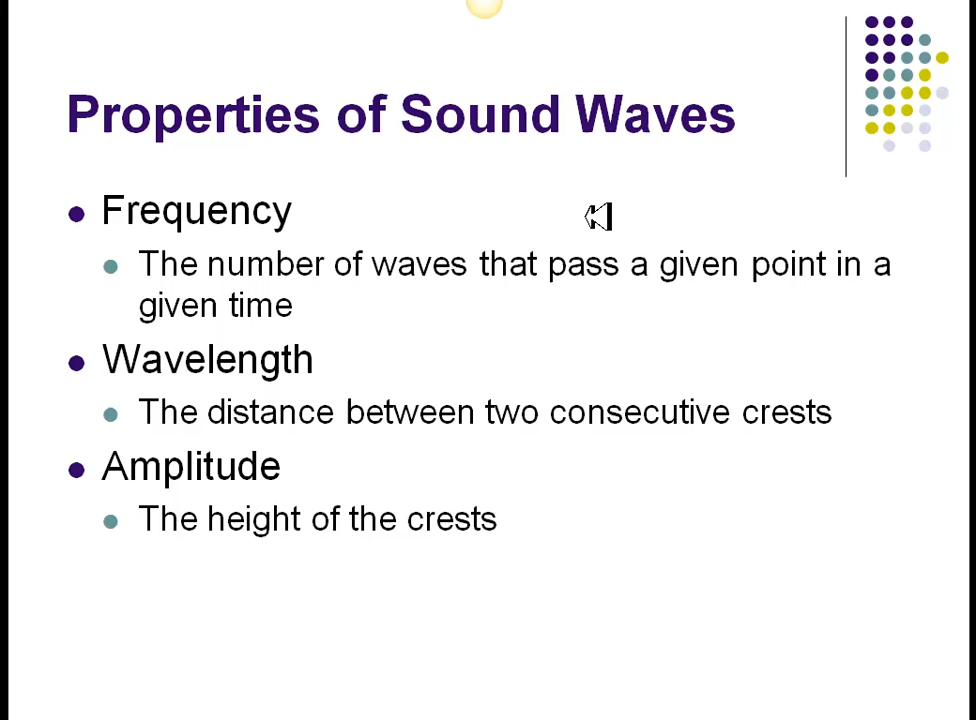 Properties of Sound Waves
Frequency
The number of waves that pass a given point in a
given time
Wavelength
The distance between two consecutive crests
Amplitude
The height of the crests